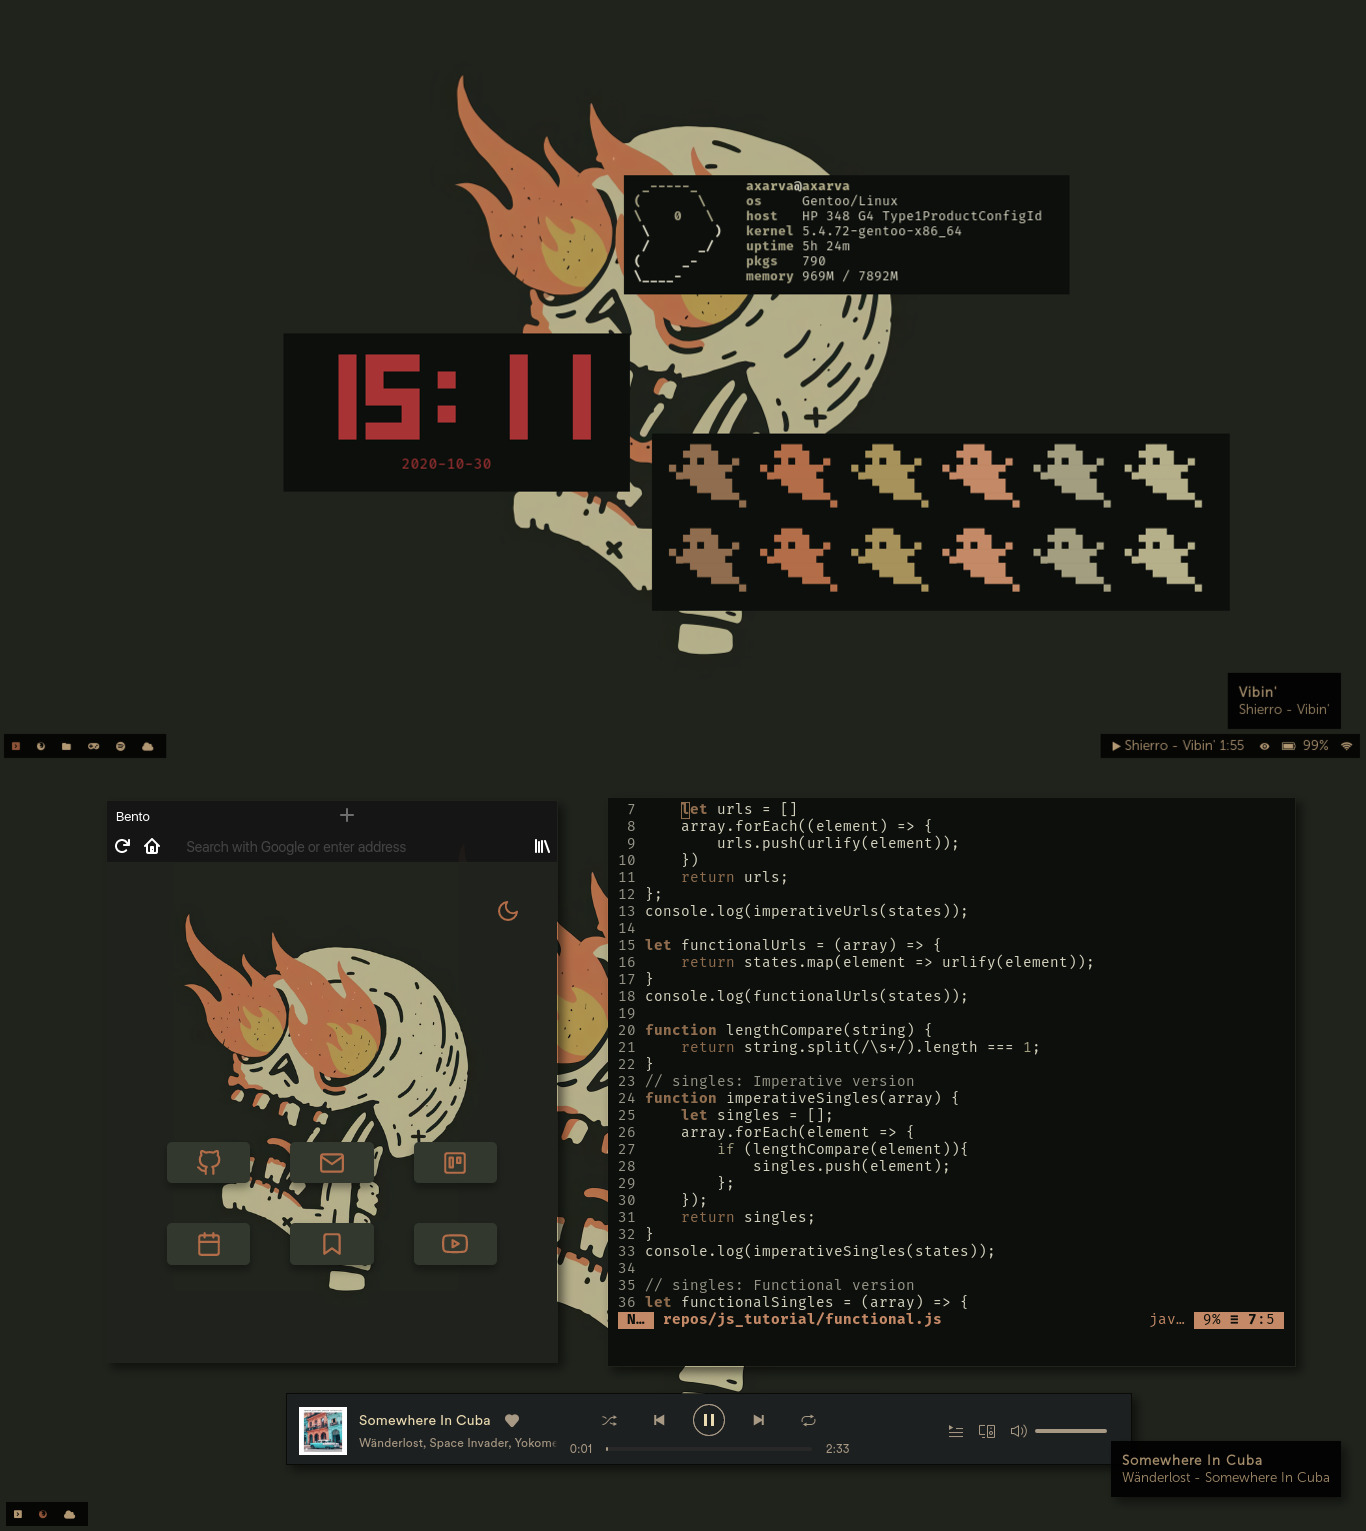 axarva@axarva
os Gentoo/Linux
host HP 348 G4 Type1ProductConfigId
kernel 5.4.72-gentoo-x86_64
uptime 5h 24m
pkgs 790
memory 969M / 7892M
15:11
2020-10-30
Vibin'
Shierro - Vibin'
Shierro - Vibin' 1:55 99%
Bento
Search with Google or enter address
7     let urls = []
8     array.forEach((element) => {
9         urls.push(urlify(element));
10     })
11     return urls;
12 };
13 console.log(imperativeUrls(states));
14
15 let functionalUrls = (array) => {
16     return states.map(element => urlify(element));
17 }
18 console.log(functionalUrls(states));
19
20 function lengthCompare(string) {
21     return string.split(/\s+/).length === 1;
22 }
23 // singles: Imperative version
24 function imperativeSingles(array) {
25     let singles = [];
26     array.forEach(element => {
27         if (lengthCompare(element)){
28             singles.push(element);
29         };
30     });
31     return singles;
32 }
33 console.log(imperativeSingles(states));
34
35 // singles: Functional version
36 let functionalSingles = (array) => {
N… repos/js_tutorial/functional.js jav… 9% ≡ 7:5
Somewhere In Cuba
Wänderlost, Space Invader, Yokome
0:01 2:33
Somewhere In Cuba
Wänderlost - Somewhere In Cuba